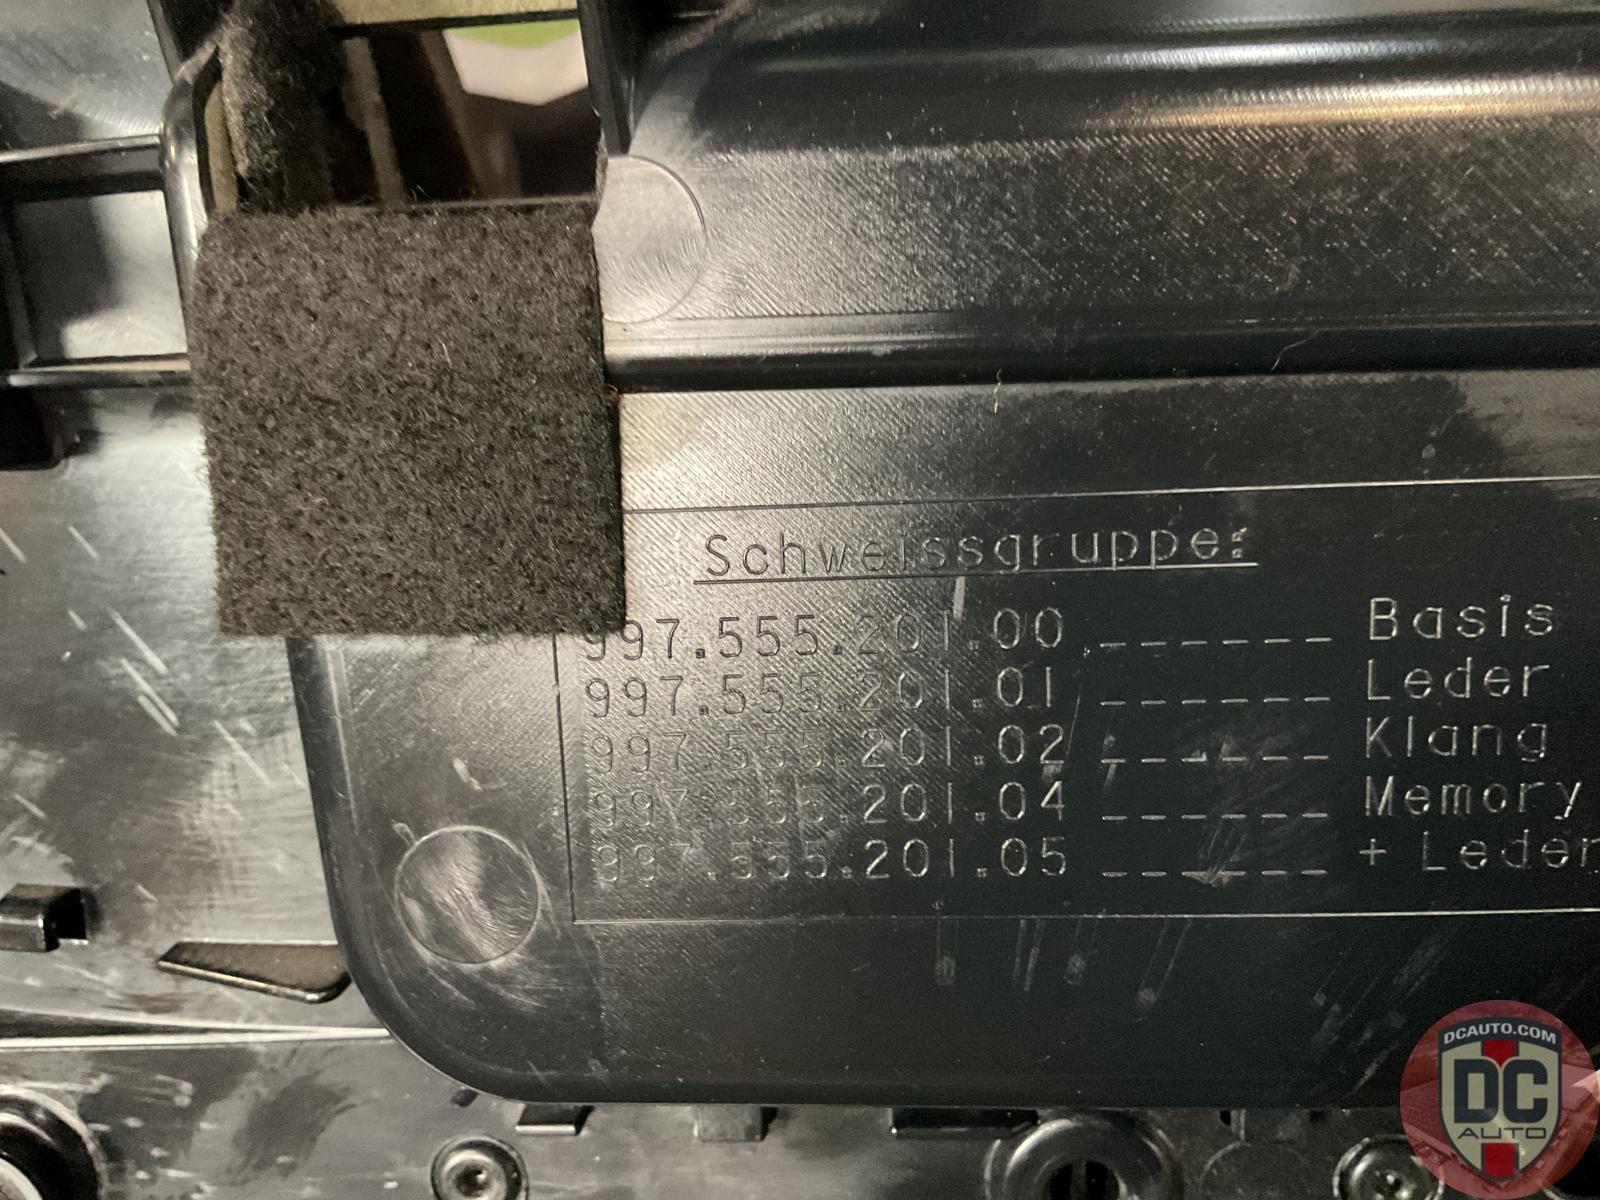 Schweissgruppe:
997.555.201.00 ______ Basis
997.555.201.01 ______ Leder
997.555.201.02 ______ Klang
997.555.201.04 ______ Memory
997.555.201.05 ______ + Leder
DCAUTO.COM
DC
AUTO